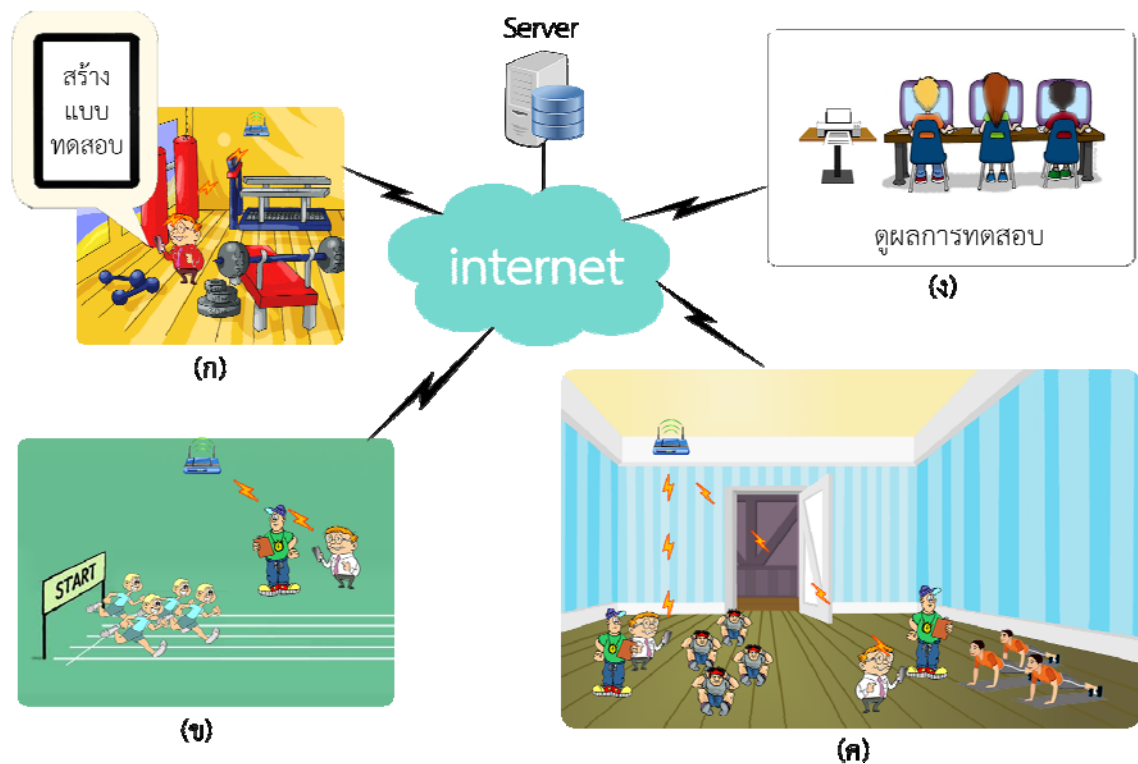 Server
สร้าง
แบบ
ทดสอบ
internet
ดูผลการทดสอบ
(ง)
(ก)
START
(ข)
(ค)